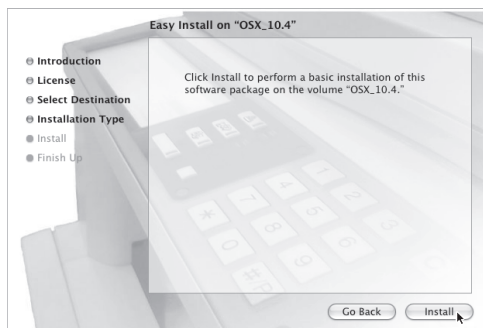 Easy Install on “OSX_10.4”
Introduction
License
Select Destination
Installation Type
Install
Finish Up
Click Install to perform a basic installation of this
software package on the volume “OSX_10.4.”
Go Back
Install